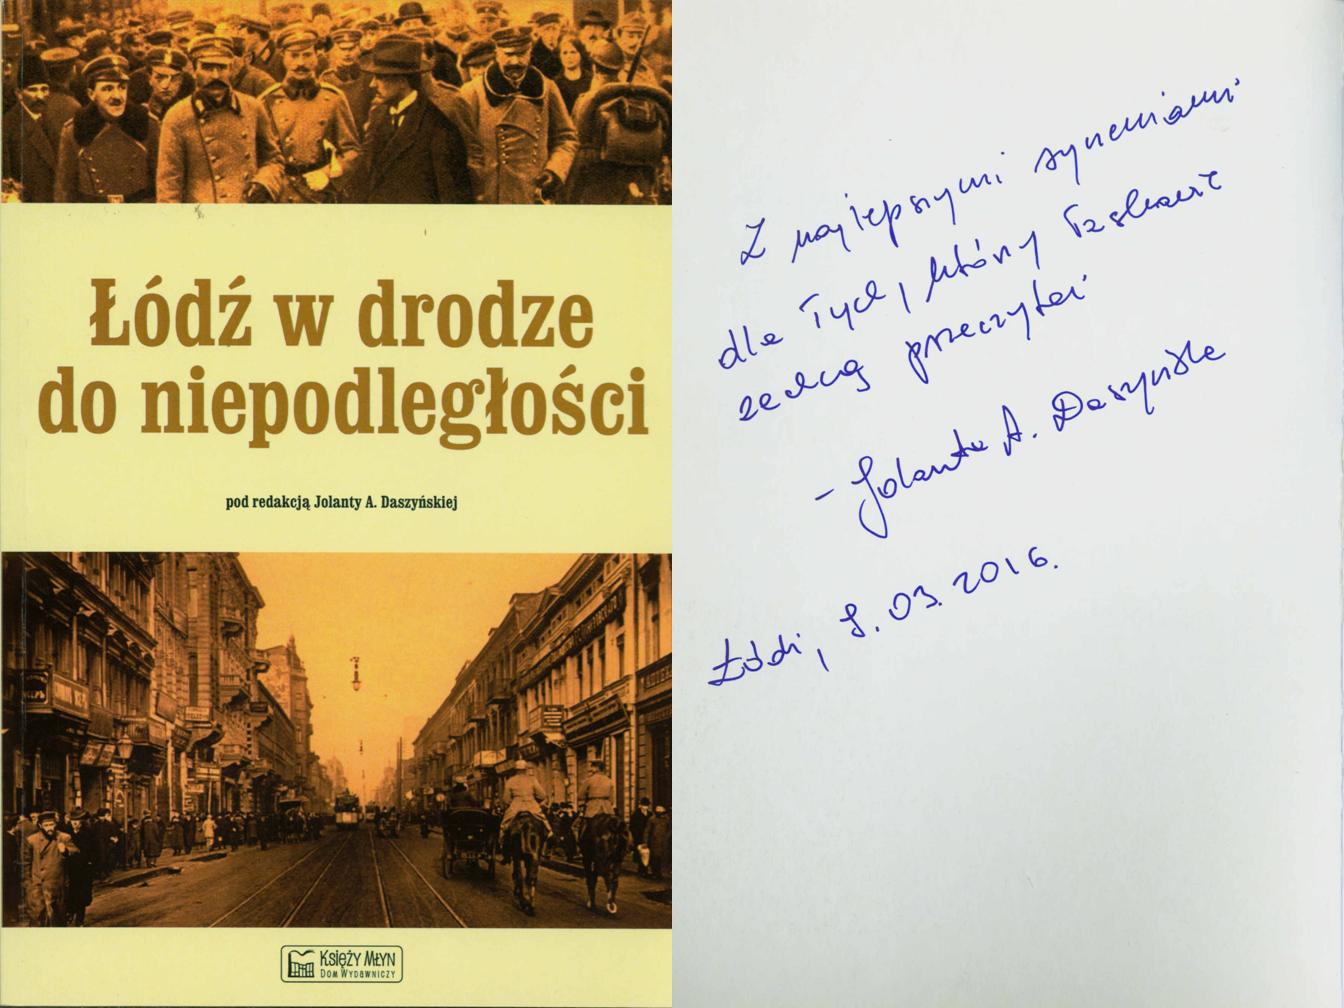 Łódź w drodze
do niepodległości
pod redakcją Jolanty A. Daszyńskiej
KSIĘŻY MŁYN
DOM WYDAWNICZY
Z najlepszymi życzeniami
dla Tych, którzy łaskawie
zechcą przeczytać
- Jolanta A. Daszyńska
Łódź, 8.03.2016.